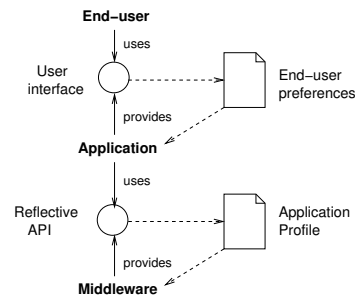 End-user
uses
User
interface
End-user
preferences
provides
Application
uses
Reflective
API
Application
Profile
provides
Middleware